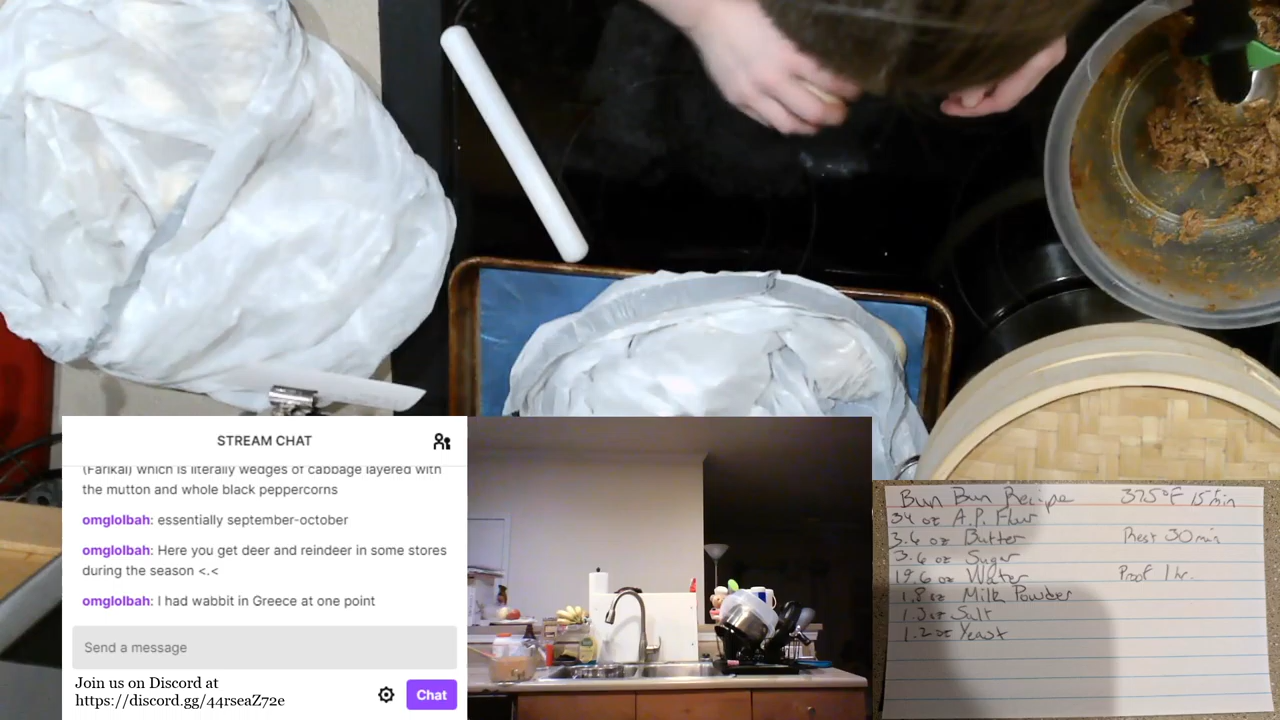 STREAM CHAT
(Farikal) which is literally wedges of cabbage layered with
the mutton and whole black peppercorns
omglolbah: essentially september-october
omglolbah: Here you get deer and reindeer in some stores
during the season <.<
omglolbah: I had wabbit in Greece at one point
Send a message
Join us on Discord at
https://discord.gg/44rseaZ72e
Chat
Bun Bun Recipe 375°F 15 min
34 oz A.P. Flour
3.6 oz Butter Rest 30 min
3.6 oz Sugar
19.6 oz Water Proof 1 hr.
1.8 oz Milk Powder
oz Salt
1.2 oz Yeast